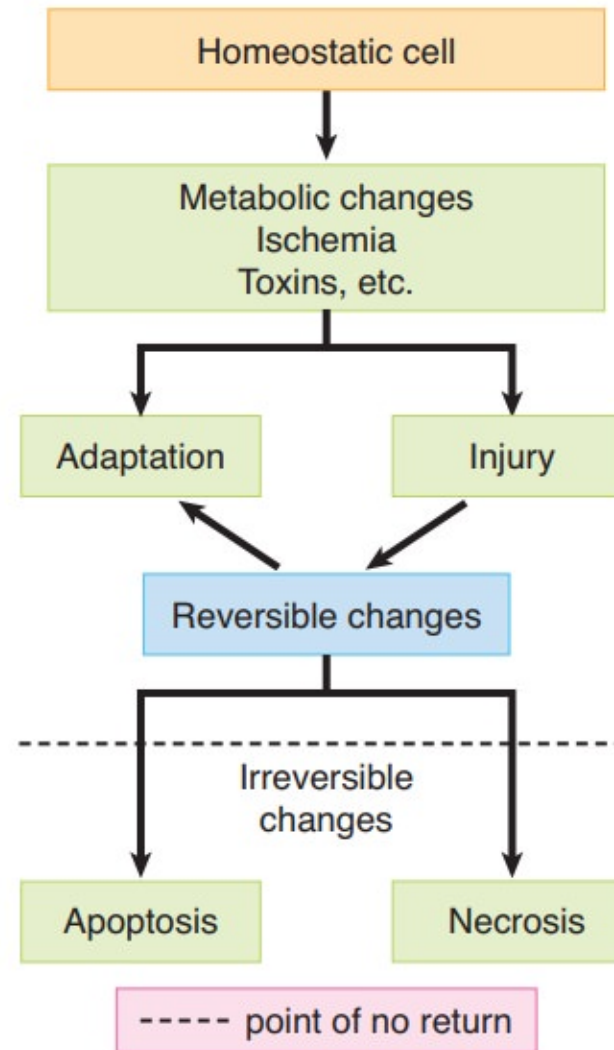 Homeostatic cell
Metabolic changes
Ischemia
Toxins, etc.
Adaptation
Injury
Reversible changes
Irreversible
changes
Apoptosis
Necrosis
point of no return